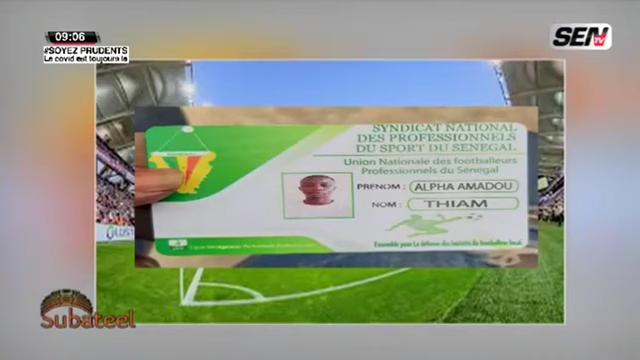 09:06
SEN TV
#SOYEZ PRUDENTS
Le covid est toujours la
SYNDICAT NATIONAL
DES PROFESSIONNELS
DU SPORT DU SENEGAL
Union Nationale des footballeurs
Professionnels du Sénégal
PRENOM : ALPHA AMADOU
NOM : THIAM
Ensemble pour La défense des intérêts du footballeur local
Subateel